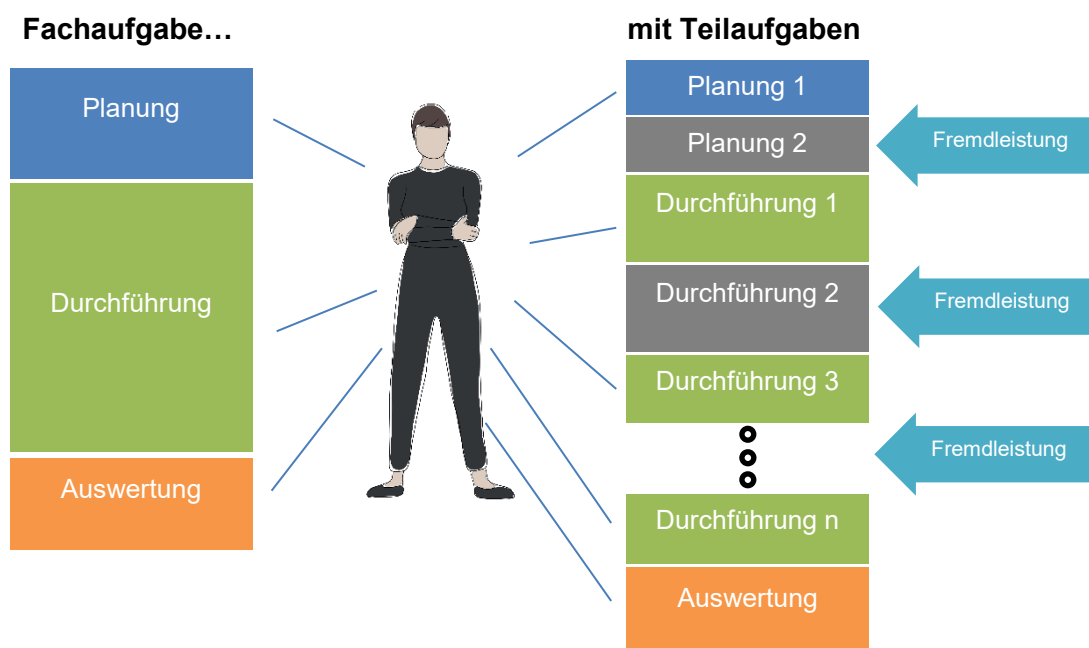 Fachaufgabe…
Planung
Durchführung
Auswertung
mit Teilaufgaben
Planung 1
Planung 2
Fremdleistung
Durchführung 1
Durchführung 2
Fremdleistung
Durchführung 3
Fremdleistung
Durchführung n
Auswertung